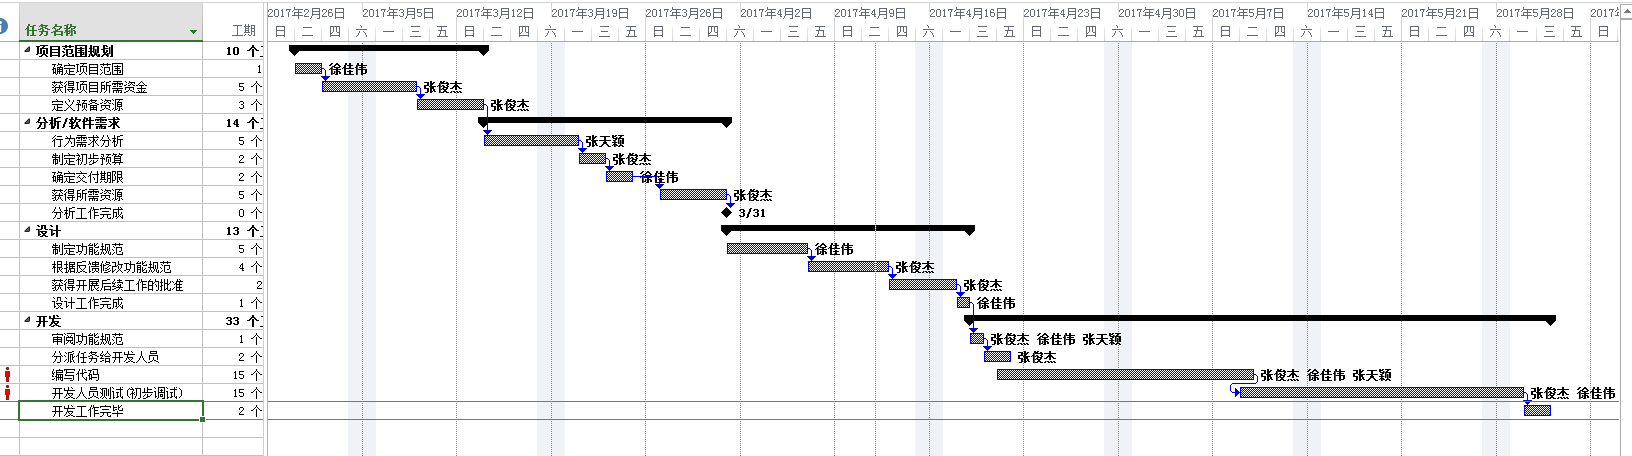 2017年2月26日 2017年3月5日 2017年3月12日 2017年3月19日 2017年3月26日 2017年4月2日 2017年4月9日 2017年4月16日 2017年4月23日 2017年4月30日 2017年5月7日 2017年5月14日 2017年5月21日 2017年5月28日 2017
任务名称 工期 日 二 四 六 一 三 五 日 二 四 六 一 三 五 日 二 四 六 一 三 五 日 二 四 六 一 三 五 日 二 四 六 一 三 五 日 二 四 六 一 三 五 日 二 四 六 一 三 五 日
项目范围规划 10 个
确定项目范围 1 徐佳伟
获得项目所需资金 5 个 张俊杰
定义预备资源 3 个 张俊杰
分析/软件需求 14 个
行为需求分析 5 个 张天颖
制定初步预算 2 个 张俊杰
确定交付期限 2 个 徐佳伟
获得所需资源 5 个 张俊杰
分析工作完成 0 个 3/31
设计 13 个
制定功能规范 5 个 徐佳伟
根据反馈修改功能规范 4 个 张俊杰
获得开展后续工作的批准 2 张俊杰
设计工作完成 1 个 徐佳伟
开发 33 个
审阅功能规范 1 个 张俊杰 徐佳伟 张天颖
分派任务给开发人员 2 个 张俊杰
编写代码 15 个 张俊杰 徐佳伟 张天颖
开发人员测试(初步调试) 15 个 张俊杰 徐佳伟
开发工作完毕 2 个